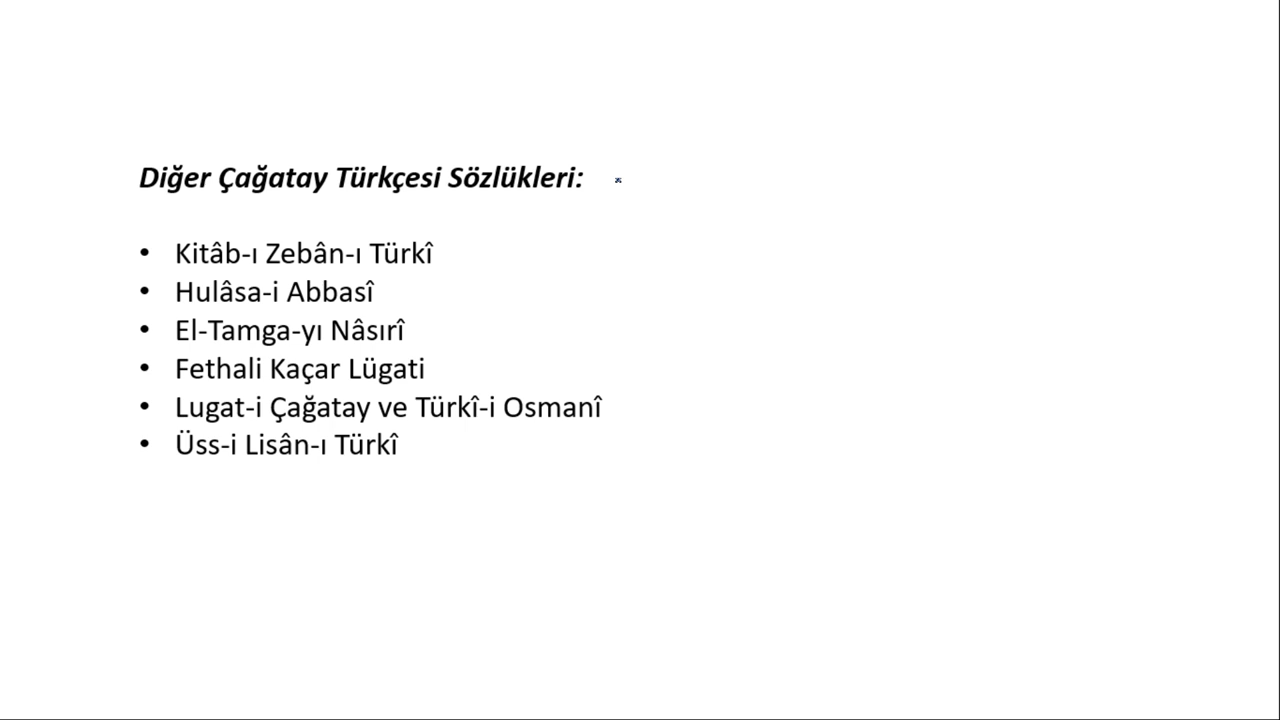 Diğer Çağatay Türkçesi Sözlükleri:
• Kitâb-ı Zebân-ı Türkî
• Hulâsa-i Abbasî
• El-Tamga-yı Nâsırî
• Fethali Kaçar Lügati
• Lugat-i Çağatay ve Türkî-i Osmanî
• Üss-i Lisân-ı Türkî